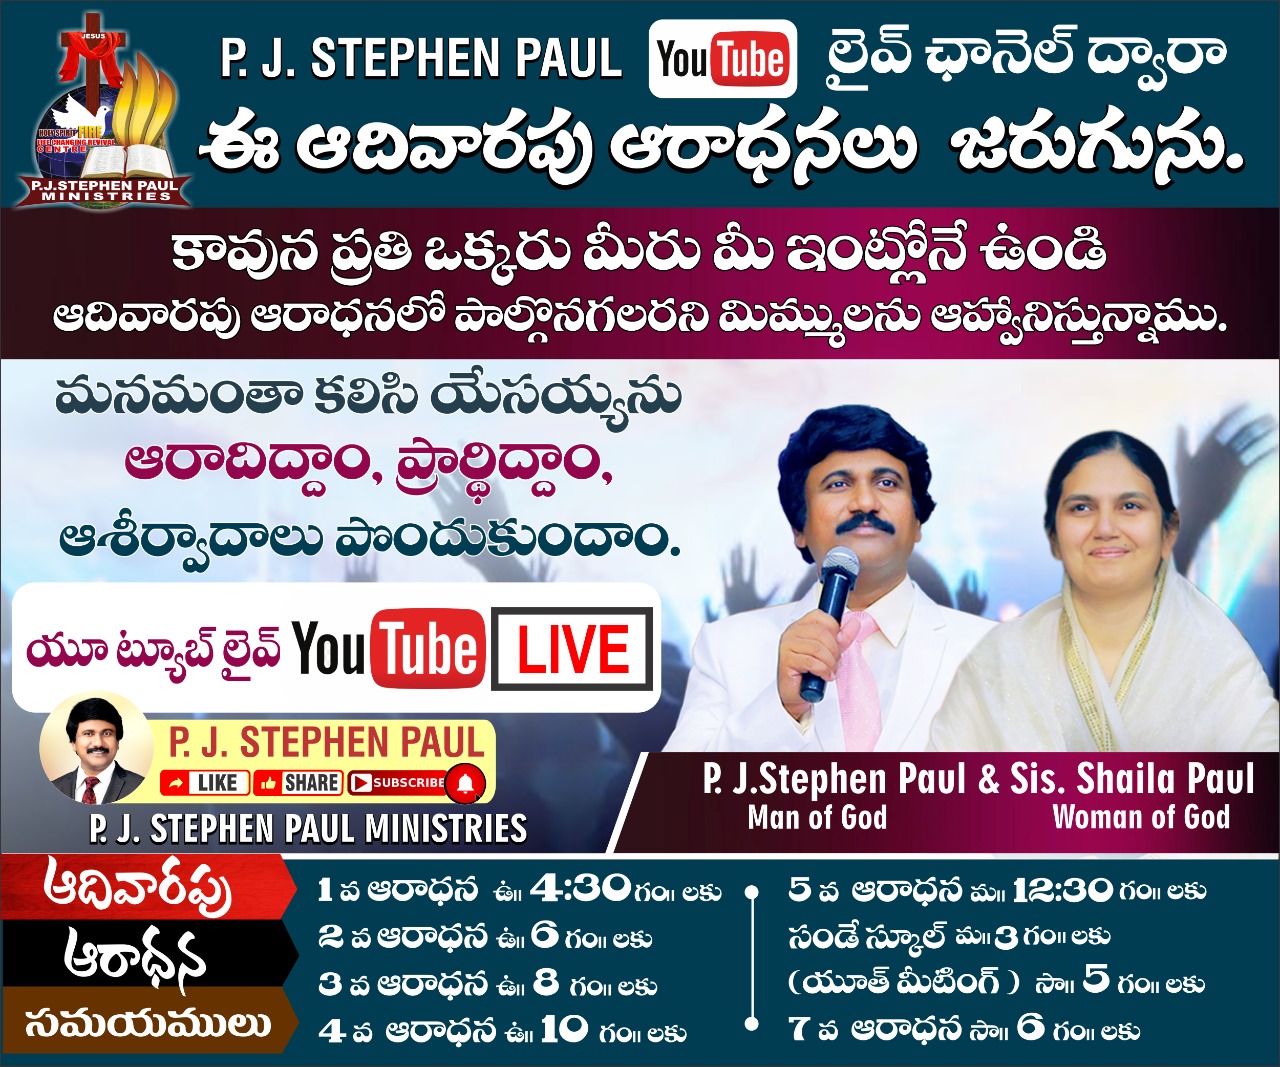 JESUS
HOLY SPIRIT FIRE
LIFE CHANGING REVIVAL
CENTRE
P.J.STEPHEN PAUL
MINISTRIES
P. J. STEPHEN PAUL YouTube లైవ్ ఛానెల్ ద్వారా
ఈ ఆదివారపు ఆరాధనలు జరుగును.
కావున ప్రతి ఒక్కరు మీరు మీ ఇంట్లోనే ఉండి
ఆదివారపు ఆరాధనలో పాల్గొనగలరని మిమ్ములను ఆహ్వానిస్తున్నాము.
మనమంతా కలిసి యేసయ్యను
ఆరాదిద్దాం, ప్రార్థిద్దాం,
ఆశీర్వాదాలు పొందుకుందాం.
యూ ట్యూబ్ లైవ్ YouTube LIVE
P. J. STEPHEN PAUL
LIKE SHARE SUBSCRIBE
P. J. STEPHEN PAUL MINISTRIES
P. J.Stephen Paul & Sis. Shaila Paul
Man of God Woman of God
ఆదివారపు
ఆరాధన
సమయములు
1 వ ఆరాధన ఉ॥ 4:30గం॥ లకు
2 వ ఆరాధన ఉ॥ 6 గం॥ లకు
3 వ ఆరాధన ఉ॥ 8 గం॥ లకు
4 వ ఆరాధన ఉ॥ 10 గం॥ లకు
5 వ ఆరాధన మ॥ 12:30 గం॥ లకు
సండే స్కూల్ మ॥ 3 గం॥ లకు
(యూత్ మీటింగ్ ) సా॥ 5 గం॥ లకు
7 వ ఆరాధన సా॥ 6 గం॥ లకు